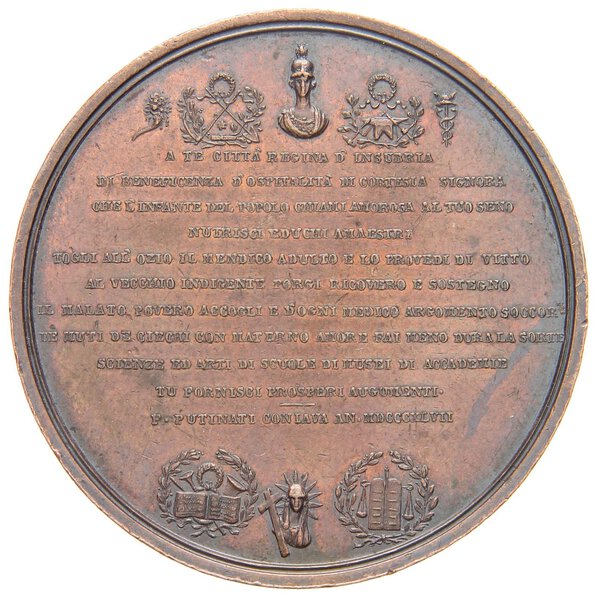 A TE CITTÀ REGINA D'INSUBRIA
DI BENEFICENZA D'OSPITALITÀ DI CORTESIA SIGNORA
CHE L'INFANTE DEL POPOLO CHIAMI AMOROSA AL TUO SENO
NUTRISCI EDUCHI AMAESTRI
TOGLI ALL'OZIO IL MENDICO ADULTO E LO PROVEDI DI VITTO
AL VECCHIO INDIGENTE PORGI RICOVERO E SOSTEGNO
IL MALATO POVERO ACCOGLI E D'OGNI MEDICO ARGOMENTO SOCCOR
DE' MUTI DE' CIECHI CON MATERNO AMORE FAI MENO DURA LA SORTE
SCIENZE ED ARTI DI SCUOLE DI MUSEI DI ACCADEMIE
TU FORNISCI PROSPERI AUGUMENTI.
F. PUTINATI CONIAVA AN. MDCCCXLVII